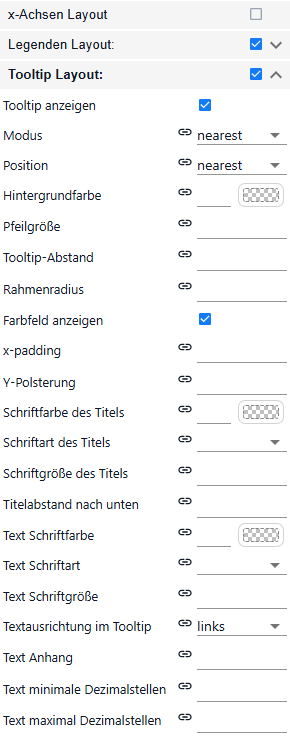 x-Achsen Layout
Legenden Layout:
Tooltip Layout:
Tooltip anzeigen
Modus nearest
Position nearest
Hintergrundfarbe
Pfeilgröße
Tooltip-Abstand
Rahmenradius
Farbfeld anzeigen
x-padding
Y-Polsterung
Schriftfarbe des Titels
Schriftart des Titels
Schriftgröße des Titels
Titelabstand nach unten
Text Schriftfarbe
Text Schriftart
Text Schriftgröße
Textausrichtung im Tooltip links
Text Anhang
Text minimale Dezimalstellen
Text maximal Dezimalstellen